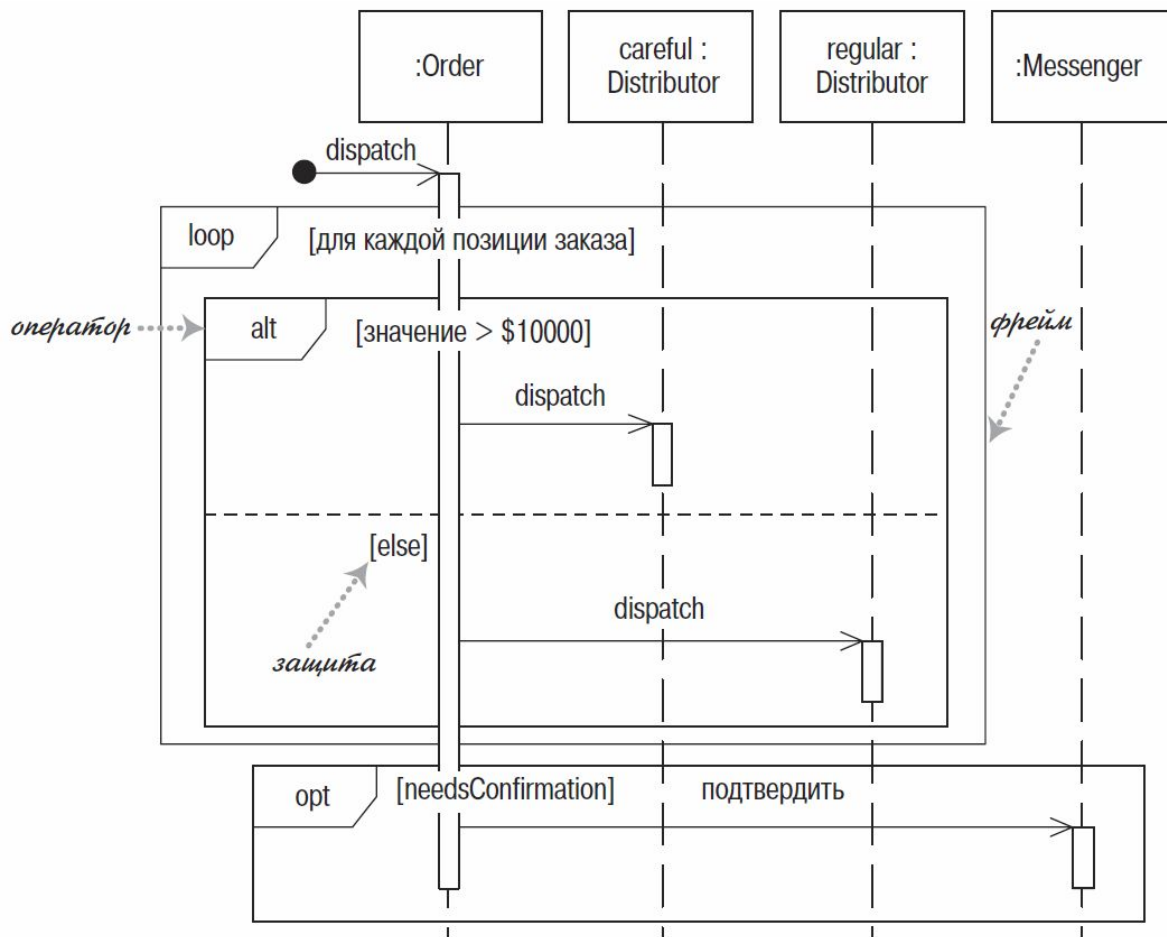 :Order
careful :
Distributor
regular :
Distributor
:Messenger
dispatch
loop
[для каждой позиции заказа]
оператор
alt
[значение > $10000]
фрейм
dispatch
[else]
dispatch
защита
opt
[needsConfirmation]
подтвердить